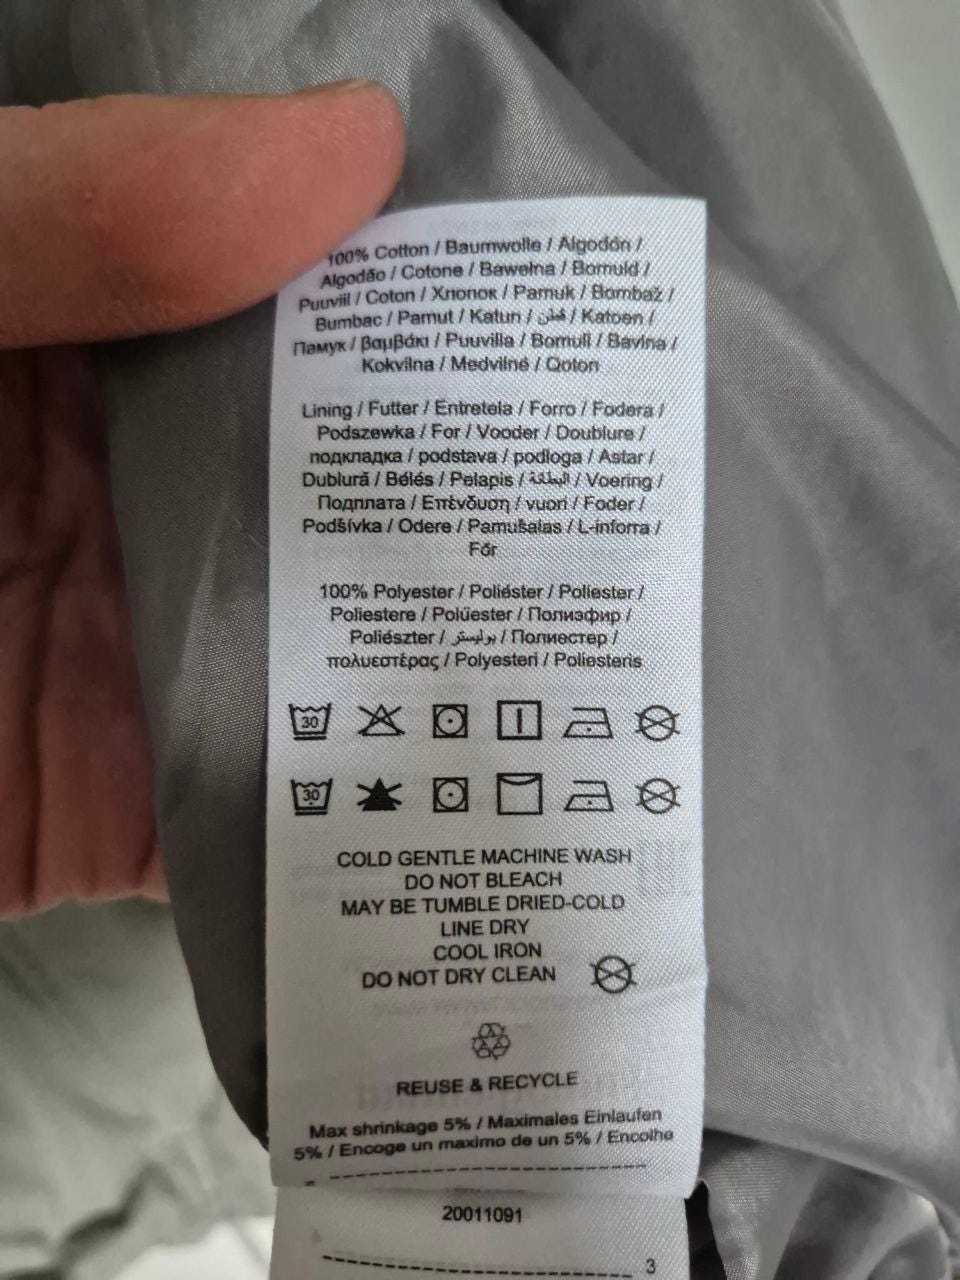 100% Cotton / Baumwolle / Algodón /
Algodão / Cotone / Bawełna / Bomuld /
Puuviil / Coton / Хлопок / Pamuk / Bombaž /
Bumbac / Pamut / Katun / قطن / Katoen /
Памук / βαμβάκι / Puuvilla / Bomull / Bavlna /
Kokvilna / Medvilné / Qoton
Lining / Futter / Entretela / Forro / Fodera /
Podszewka / For / Vooder / Doublure /
подкладка / podstava / podloga / Astar /
Dublură / Bélés / Pelapis / البطانة / Voering /
Подплата / Επένδυση / vuori / Foder /
Podšívka / Odere / Pamušalas / L-inforra /
Főr
100% Polyester / Poliéster / Poliester /
Poliestere / Polüester / Полиэфир /
Poliészter / بوليستر / Полиестер /
πολυεστέρας / Polyesteri / Poliesteris
30
30
COLD GENTLE MACHINE WASH
DO NOT BLEACH
MAY BE TUMBLE DRIED-COLD
LINE DRY
COOL IRON
DO NOT DRY CLEAN
REUSE & RECYCLE
Max shrinkage 5% / Maximales Einlaufen
5% / Encoge un maximo de un 5% / Encolhe
20011091
3